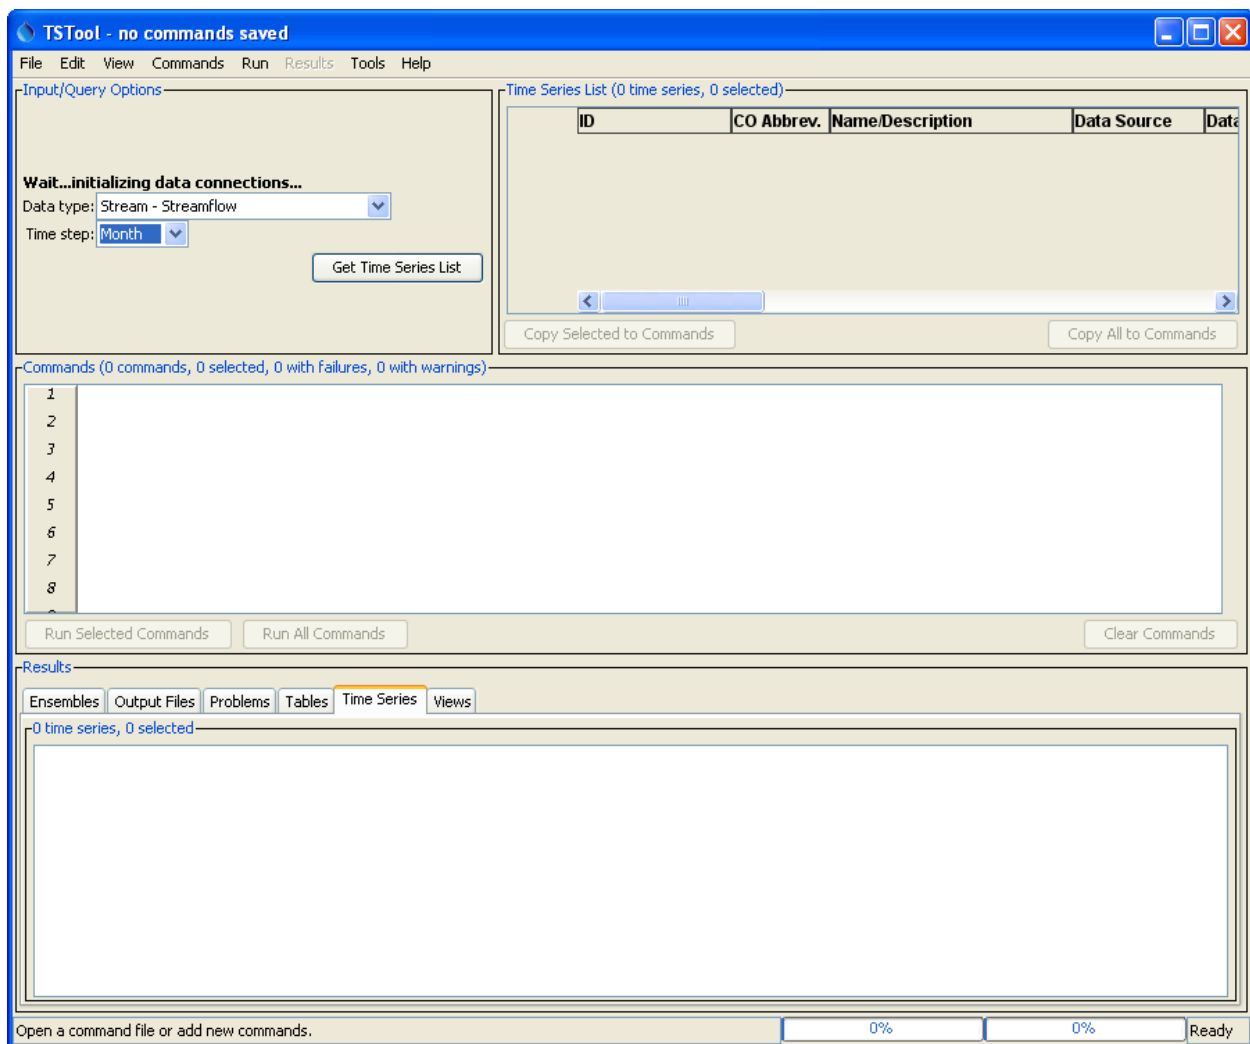 TSTool - no commands saved
File Edit View Commands Run Results Tools Help
Input/Query Options
Wait...initializing data connections...
Data type: Stream - Streamflow
Time step: Month
Get Time Series List
Time Series List (0 time series, 0 selected)
ID CO Abbrev. Name/Description Data Source Data
Copy Selected to Commands Copy All to Commands
Commands (0 commands, 0 selected, 0 with failures, 0 with warnings)
1
2
3
4
5
6
7
8
Run Selected Commands Run All Commands Clear Commands
Results
Ensembles Output Files Problems Tables Time Series Views
0 time series, 0 selected
Open a command file or add new commands. 0% 0% Ready